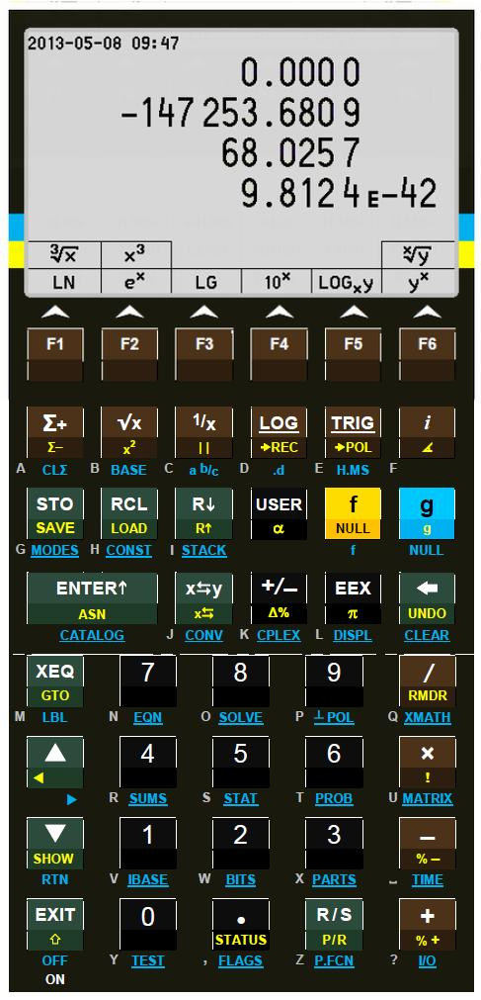 2013-05-08 09:47
0.0000
-147 253.6809
68.0257
9.8124E-42
∛x x³ ˣ√y
LN eˣ LG 10ˣ LOGₓy yˣ
F1 F2 F3 F4 F5 F6
Σ+ √x 1/x LOG TRIG i
Σ− x² || ➔REC ➔POL ∡
A CLΣ B BASE C a b/c D .d E H.MS F
STO RCL R↓ USER f g
SAVE LOAD R↑ α NULL g
G MODES H CONST I STACK f NULL
ENTER↑ x⇆y +/− EEX ←
ASN x⇆ Δ% π UNDO
CATALOG J CONV K CPLEX L DISPL CLEAR
XEQ 7 8 9 /
GTO RMDR
M LBL N EQN O SOLVE P ⊥POL Q XMATH
▲ 4 5 6 ×
◀ !
▶ R SUMS S STAT T PROB U MATRIX
▼ 1 2 3 −
SHOW %−
RTN V IBASE W BITS X PARTS ⎵ TIME
EXIT 0 . R/S +
⇧ STATUS P/R %+
OFF Y TEST , FLAGS Z P.FCN ? I/O
ON